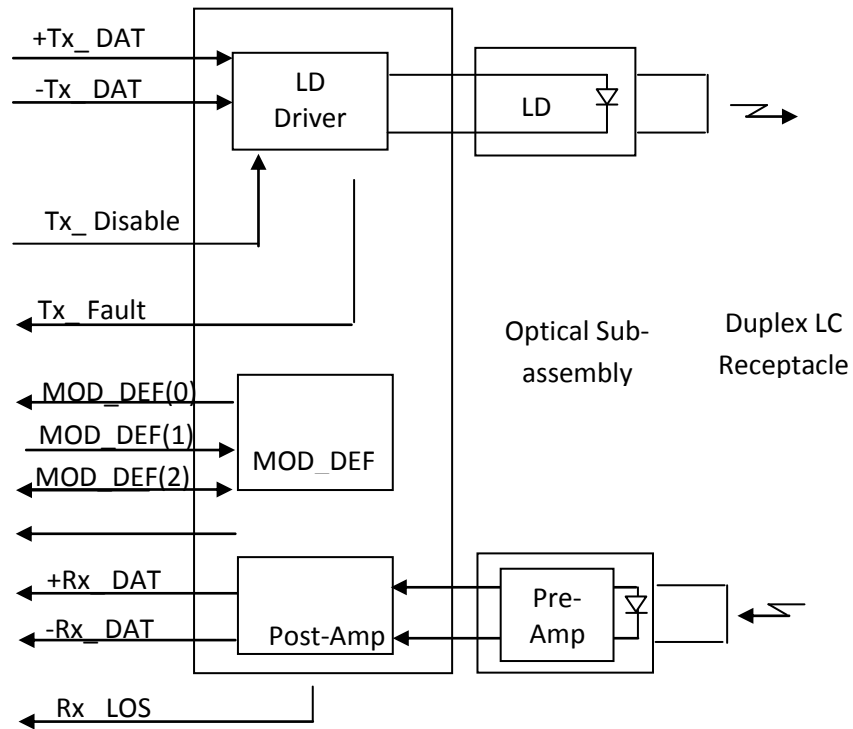 +Tx_ DAT
-Tx_ DAT
LD
Driver
LD
Tx_ Disable
Tx_ Fault
Optical Sub-
assembly
Duplex LC
Receptacle
MOD_DEF(0)
MOD_DEF(1)
MOD_DEF(2)
MOD_DEF
+Rx_ DAT
-Rx_ DAT
Post-Amp
Pre-
Amp
Rx_ LOS